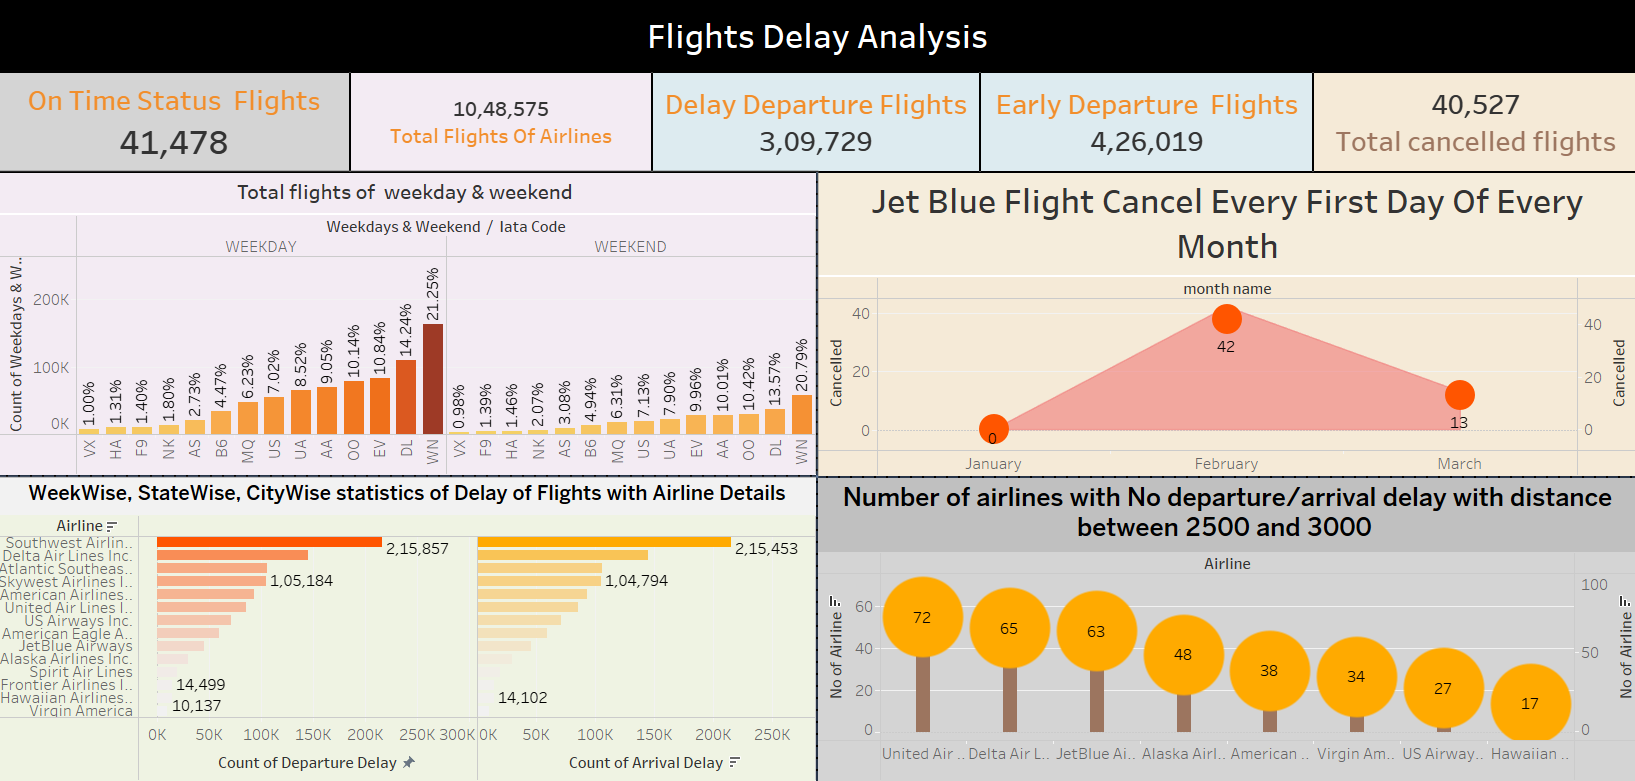 Flights Delay Analysis
On Time Status Flights
41,478
10,48,575
Total Flights Of Airlines
Delay Departure Flights
3,09,729
Early Departure Flights
4,26,019
40,527
Total cancelled flights
Total flights of weekday & weekend
Weekdays & Weekend / Iata Code
WEEKDAY
WEEKEND
Count of Weekdays & W..
200K
100K
0K
1.00%
1.31%
1.40%
1.80%
2.73%
4.47%
6.23%
7.02%
8.52%
9.05%
10.14%
10.84%
14.24%
21.25%
0.98%
1.39%
1.46%
2.07%
3.08%
4.94%
6.31%
7.13%
7.90%
9.96%
10.01%
10.42%
13.57%
20.79%
VX HA F9 NK AS B6 MQ US UA AA OO EV DL WN VX F9 HA NK AS B6 MQ US UA EV AA OO DL WN
Jet Blue Flight Cancel Every First Day Of Every
Month
month name
Cancelled
40
20
0
42
13
0
40
20
0
Cancelled
January February March
WeekWise, StateWise, CityWise statistics of Delay of Flights with Airline Details
Airline
Southwest Airlin..
Delta Air Lines Inc.
Atlantic Southeas..
Skywest Airlines I..
American Airlines..
United Air Lines I..
US Airways Inc.
American Eagle A..
JetBlue Airways
Alaska Airlines Inc.
Spirit Air Lines
Frontier Airlines I..
Hawaiian Airlines..
Virgin America
2,15,857
1,05,184
14,499
10,137
2,15,453
1,04,794
14,102
0K 50K 100K 150K 200K 250K 300K 0K 50K 100K 150K 200K 250K
Count of Departure Delay
Count of Arrival Delay
Number of airlines with No departure/arrival delay with distance
between 2500 and 3000
Airline
No of Airline
60
40
20
0
72
65
63
48
38
34
27
17
100
50
0
No of Airline
United Air .. Delta Air L.. JetBlue Ai.. Alaska Airl.. American .. Virgin Am.. US Airway.. Hawaiian ..